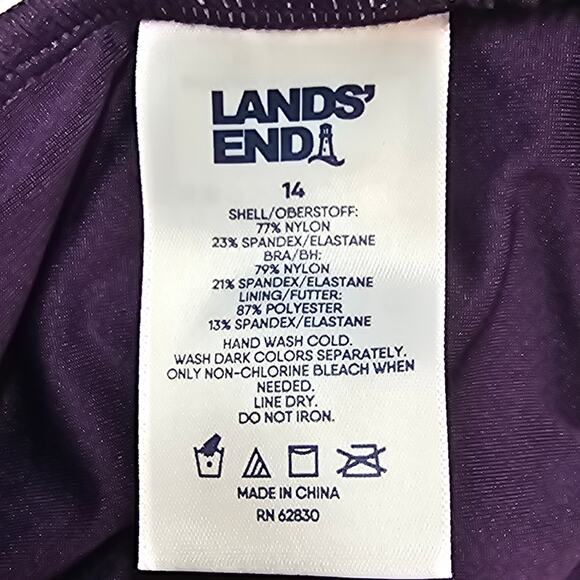 LANDS'
END
14
SHELL/OBERSTOFF:
77% NYLON
23% SPANDEX/ELASTANE
BRA/BH:
79% NYLON
21% SPANDEX/ELASTANE
LINING/FUTTER:
87% POLYESTER
13% SPANDEX/ELASTANE
HAND WASH COLD.
WASH DARK COLORS SEPARATELY.
ONLY NON-CHLORINE BLEACH WHEN
NEEDED.
LINE DRY.
DO NOT IRON.
MADE IN CHINA
RN 62830